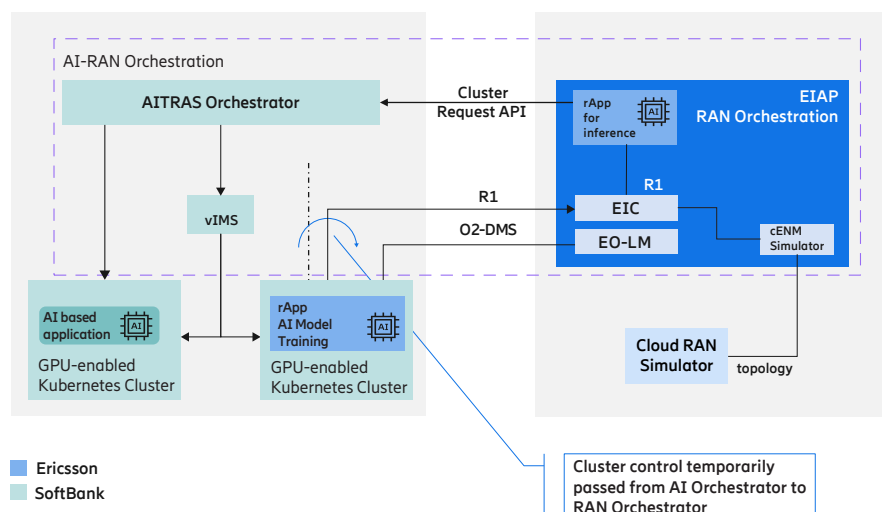 AI-RAN Orchestration
AITRAS Orchestrator
Cluster
Request API
rApp
for
inference
AI
EIAP
RAN Orchestration
vIMS
R1
R1
EIC
O2-DMS
EO-LM
cENM
Simulator
AI based
application
AI
GPU-enabled
Kubernetes Cluster
rApp
AI Model
Training
AI
GPU-enabled
Kubernetes Cluster
Cloud RAN
Simulator
topology
Ericsson
SoftBank
Cluster control temporarily
passed from AI Orchestrator to
RAN Orchestrator